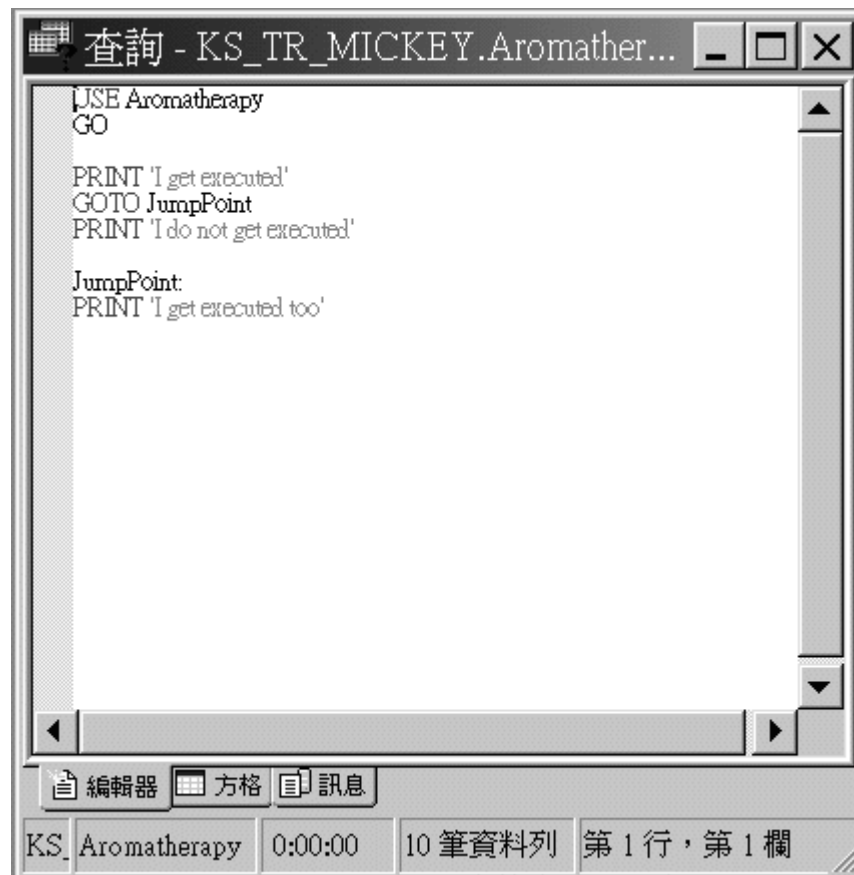 查詢 - KS_TR_MICKEY.Aromather...
USE Aromatherapy
GO
PRINT 'I get executed'
GOTO JumpPoint
PRINT 'I do not get executed'
JumpPoint:
PRINT 'I get executed too'
編輯器 方格 訊息
KS_ Aromatherapy 0:00:00 10 筆資料列 第 1 行，第 1 欄